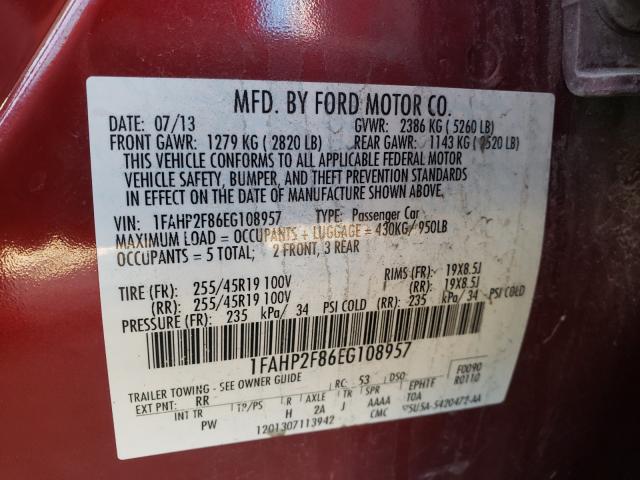 MFD. BY FORD MOTOR CO.
DATE: 07/13 GVWR: 2386 KG ( 5260 LB)
FRONT GAWR: 1279 KG ( 2820 LB) REAR GAWR: 1143 KG ( 2520 LB)
THIS VEHICLE CONFORMS TO ALL APPLICABLE FEDERAL MOTOR
VEHICLE SAFETY, BUMPER, AND THEFT PREVENTION STANDARDS
IN EFFECT ON THE DATE OF MANUFACTURE SHOWN ABOVE.
VIN: 1FAHP2F86EG108957 TYPE: Passenger Car
MAXIMUM LOAD = OCCUPANTS + LUGGAGE = 430KG/ 950LB
OCCUPANTS = 5 TOTAL; 2 FRONT, 3 REAR
TIRE (FR): 255/45R19 100V RIMS (FR): 19X8.5J
(RR): 255/45R19 100V (RR): 19X8.5J
PRESSURE (FR): 235 kPa/ 34 PSI COLD (RR): 235 kPa/ 34 PSI COLD
1FAHP2F86EG108957
TRAILER TOWING - SEE OWNER GUIDE RC: 53 DSO: F0090
EXT PNT: RR R0110
INT TR TP/PS R AXLE TR SPR EPHTF
PW H 2A J AAAA TOA
1201307113942 CMC 5U5A-5420472-AA